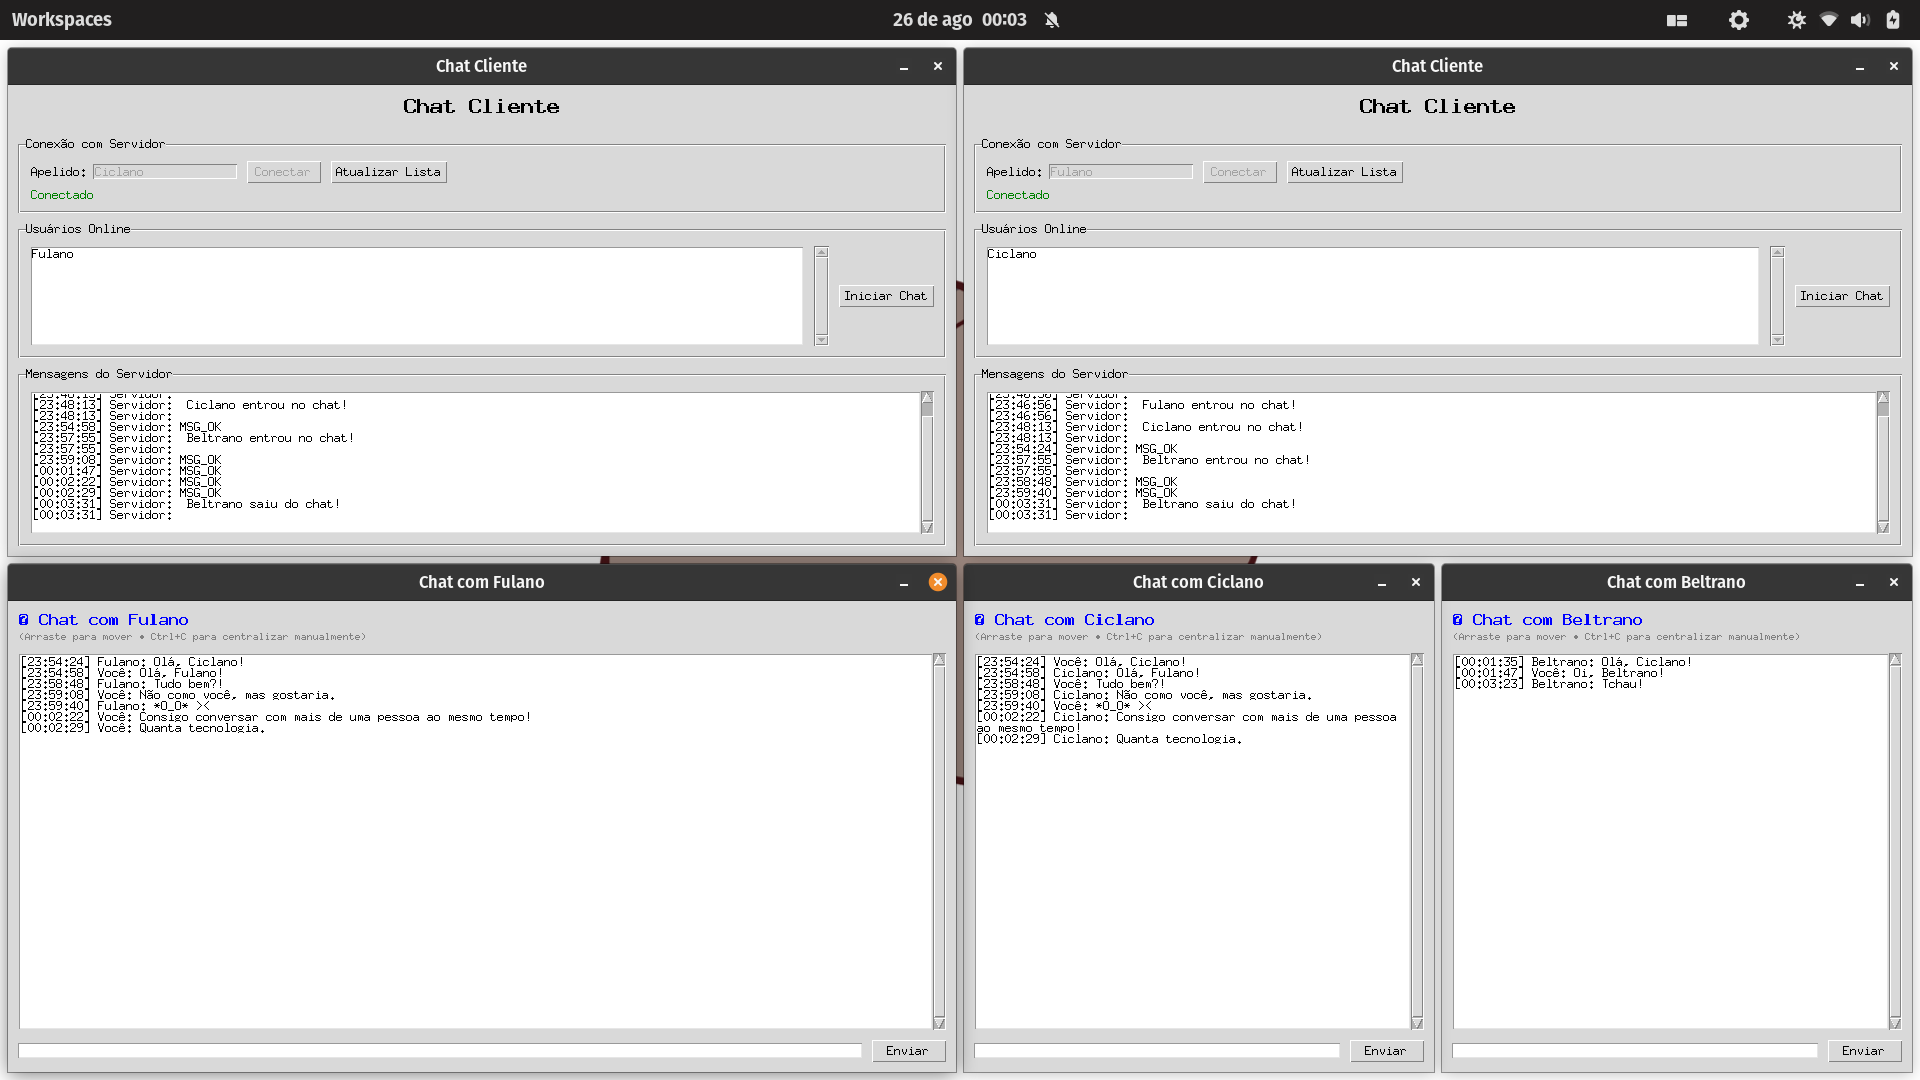 Workspaces
26 de ago 00:03
Chat Cliente
Chat Cliente
Conexão com Servidor
Apelido: Ciclano Conectar Atualizar Lista
Conectado
Usuários Online
Fulano
Iniciar Chat
Mensagens do Servidor
[23:48:13] Servidor:
[23:48:13] Servidor:  Ciclano entrou no chat!
[23:48:13] Servidor:
[23:54:58] Servidor: MSG_OK
[23:57:55] Servidor:  Beltrano entrou no chat!
[23:57:55] Servidor:
[23:59:08] Servidor: MSG_OK
[00:01:47] Servidor: MSG_OK
[00:02:22] Servidor: MSG_OK
[00:02:29] Servidor: MSG_OK
[00:03:31] Servidor:  Beltrano saiu do chat!
[00:03:31] Servidor:
Chat Cliente
Chat Cliente
Conexão com Servidor
Apelido: Fulano Conectar Atualizar Lista
Conectado
Usuários Online
Ciclano
Iniciar Chat
Mensagens do Servidor
Servidor:
[23:46:56] Servidor:  Fulano entrou no chat!
[23:46:56] Servidor:
[23:48:13] Servidor:  Ciclano entrou no chat!
[23:48:13] Servidor:
[23:54:24] Servidor: MSG_OK
[23:57:55] Servidor:  Beltrano entrou no chat!
[23:57:55] Servidor:
[23:58:48] Servidor: MSG_OK
[23:59:40] Servidor: MSG_OK
[00:03:31] Servidor:  Beltrano saiu do chat!
[00:03:31] Servidor:
Chat com Fulano
Chat com Fulano
(Arraste para mover • Ctrl+C para centralizar manualmente)
[23:54:24] Fulano: Olá, Ciclano!
[23:54:58] Você: Olá, Fulano!
[23:58:48] Fulano: Tudo bem?!
[23:59:08] Você: Não como você, mas gostaria.
[23:59:40] Fulano: *O_O* ><
[00:02:22] Você: Consigo conversar com mais de uma pessoa ao mesmo tempo!
[00:02:29] Você: Quanta tecnologia.
Enviar
Chat com Ciclano
Chat com Ciclano
(Arraste para mover • Ctrl+C para centralizar manualmente)
[23:54:24] Você: Olá, Ciclano!
[23:54:58] Ciclano: Olá, Fulano!
[23:58:48] Você: Tudo bem?!
[23:59:08] Ciclano: Não como você, mas gostaria.
[23:59:40] Você: *O_O* ><
[00:02:22] Ciclano: Consigo conversar com mais de uma pessoa
ao mesmo tempo!
[00:02:29] Ciclano: Quanta tecnologia.
Enviar
Chat com Beltrano
Chat com Beltrano
(Arraste para mover • Ctrl+C para centralizar manualmente)
[00:01:35] Beltrano: Olá, Ciclano!
[00:01:47] Você: Oi, Beltrano!
[00:03:23] Beltrano: Tchau!
Enviar